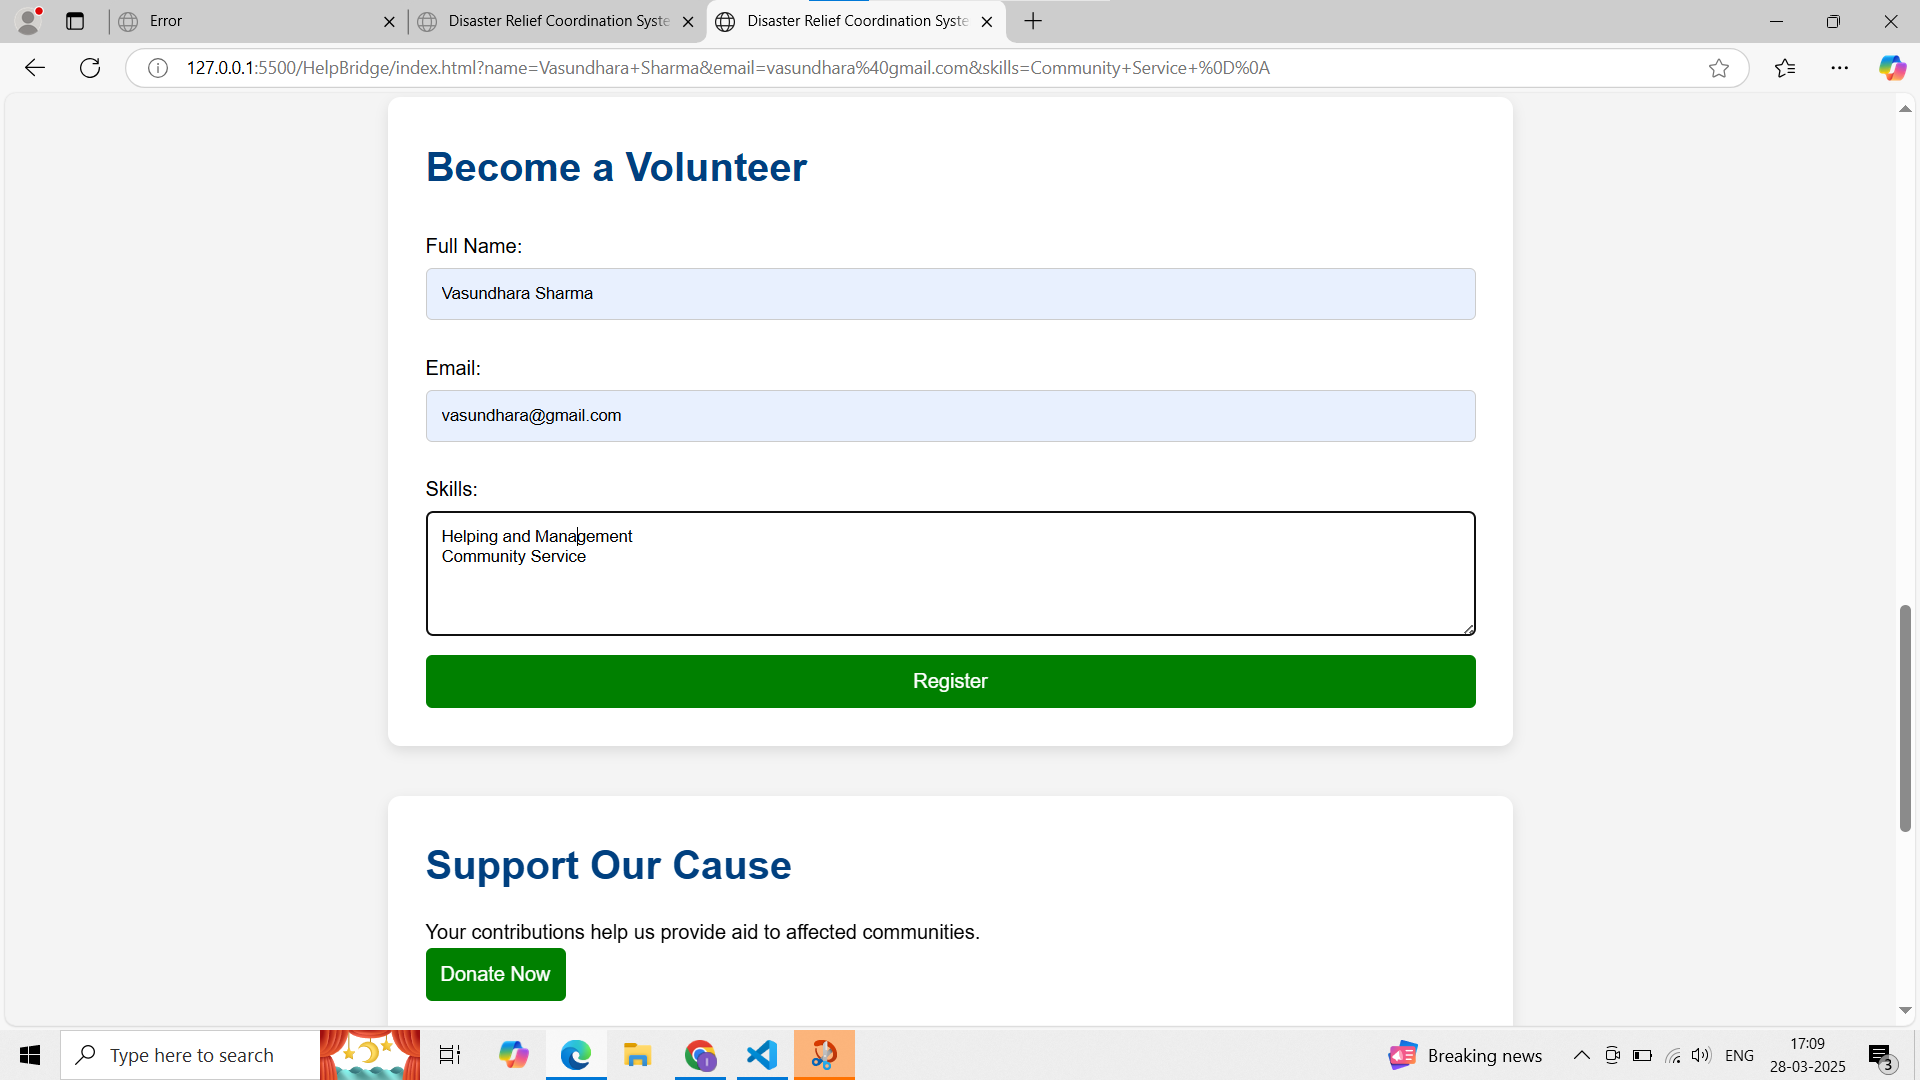 Error
Disaster Relief Coordination Syste
Disaster Relief Coordination Syste
127.0.0.1:5500/HelpBridge/index.html?name=Vasundhara+Sharma&email=vasundhara%40gmail.com&skills=Community+Service+%0D%0A
Become a Volunteer
Full Name:
Vasundhara Sharma
Email:
vasundhara@gmail.com
Skills:
Helping and Management
Community Service
Register
Support Our Cause
Your contributions help us provide aid to affected communities.
Donate Now
Type here to search
Breaking news
ENG
17:09
28-03-2025
3